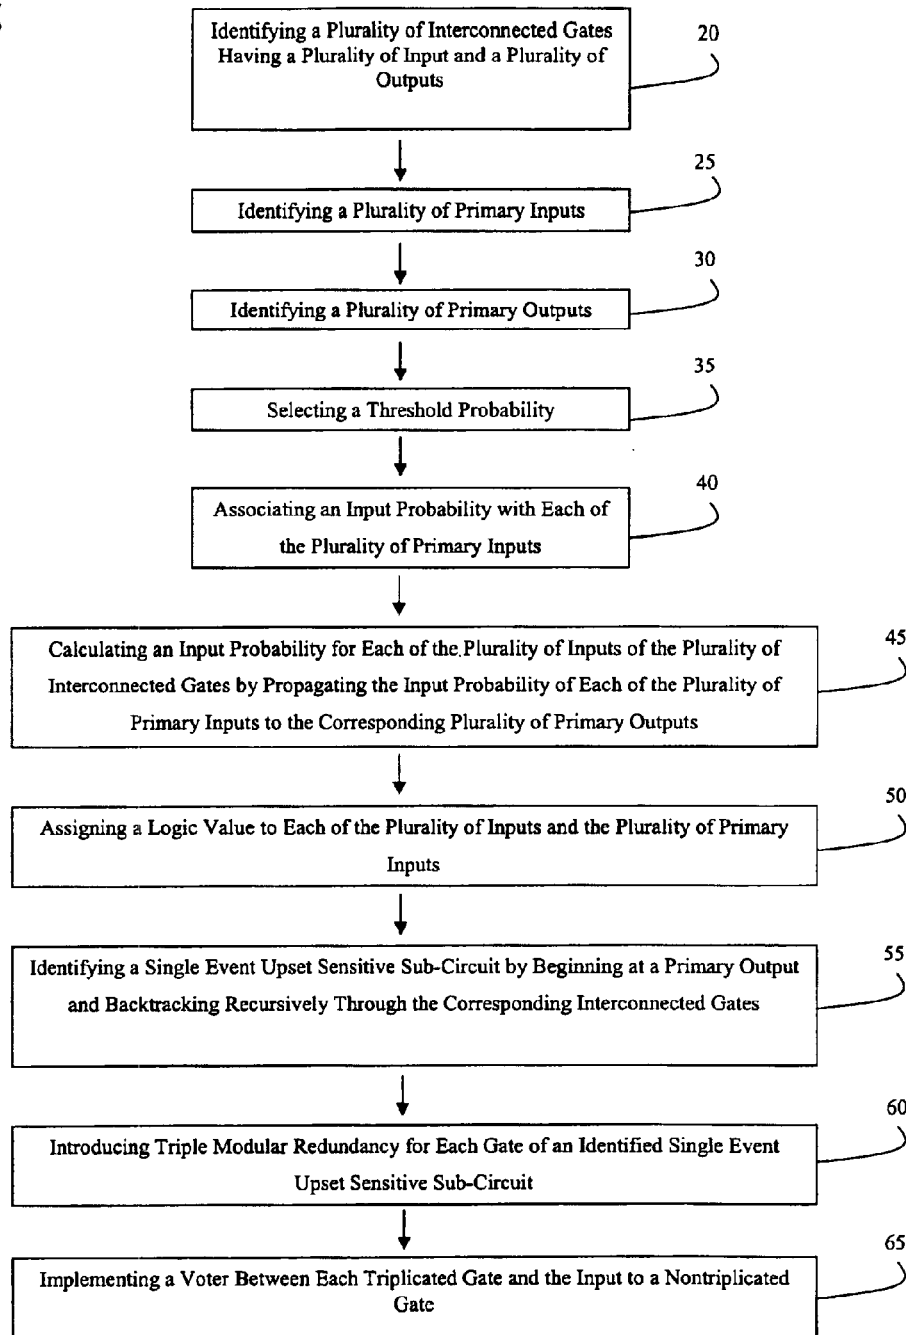 Identifying a Plurality of Interconnected Gates
Having a Plurality of Input and a Plurality of
Outputs
20
Identifying a Plurality of Primary Inputs
25
Identifying a Plurality of Primary Outputs
30
Selecting a Threshold Probability
35
Associating an Input Probability with Each of
the Plurality of Primary Inputs
40
Calculating an Input Probability for Each of the Plurality of Inputs of the Plurality of
Interconnected Gates by Propagating the Input Probability of Each of the Plurality of
Primary Inputs to the Corresponding Plurality of Primary Outputs
45
Assigning a Logic Value to Each of the Plurality of Inputs and the Plurality of Primary
Inputs
50
Identifying a Single Event Upset Sensitive Sub-Circuit by Beginning at a Primary Output
and Backtracking Recursively Through the Corresponding Interconnected Gates
55
Introducing Triple Modular Redundancy for Each Gate of an Identified Single Event
Upset Sensitive Sub-Circuit
60
Implementing a Voter Between Each Triplicated Gate and the Input to a Nontriplicated
Gate
65